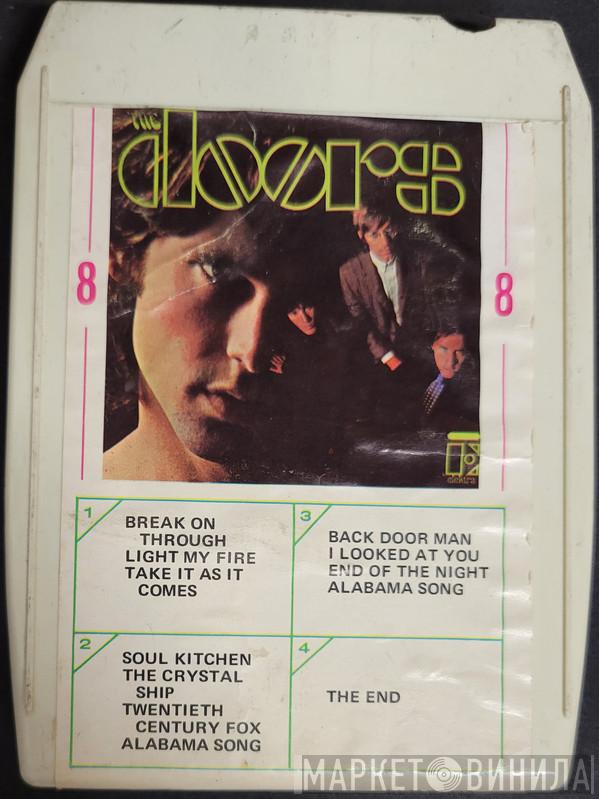 THE
doors
8
8
elektra
1
BREAK ON
THROUGH
LIGHT MY FIRE
TAKE IT AS IT
COMES
3
BACK DOOR MAN
I LOOKED AT YOU
END OF THE NIGHT
ALABAMA SONG
2
SOUL KITCHEN
THE CRYSTAL
SHIP
TWENTIETH
CENTURY FOX
ALABAMA SONG
4
THE END
МАРКЕТ ВИНИЛА